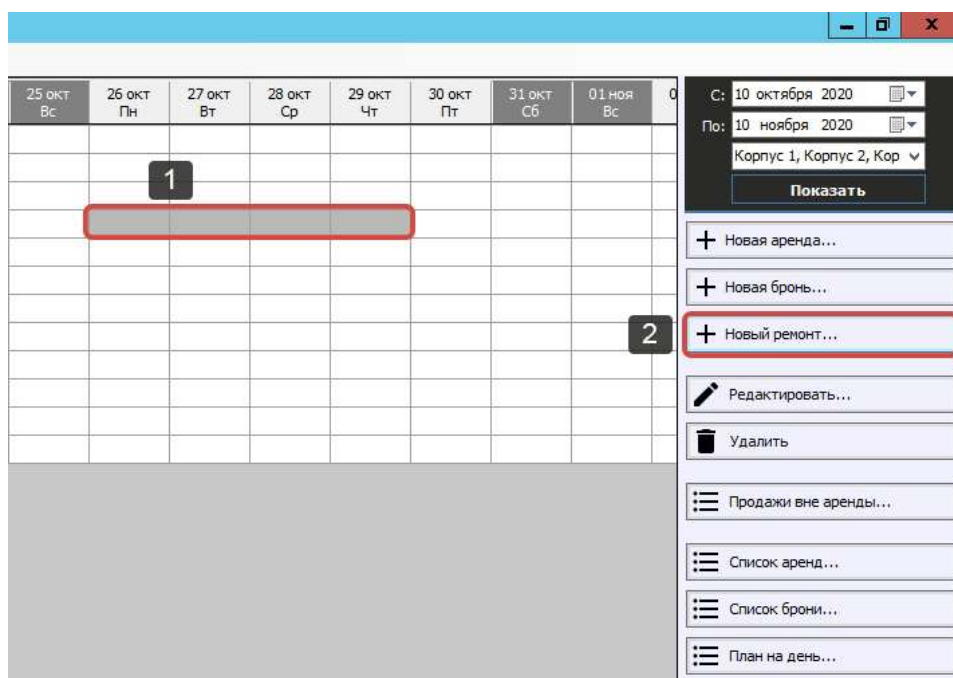 25 окт 26 окт 27 окт 28 окт 29 окт 30 окт 31 окт 01 ноя 0
Вс Пн Вт Ср Чт Пт Сб Вс
1
2
С: 10 октября 2020
По: 10 ноября 2020
Корпус 1, Корпус 2, Кор
Показать
Новая аренда...
Новая бронь...
Новый ремонт...
Редактировать...
Удалить
Продажи вне аренды...
Список аренд...
Список брони...
План на день...